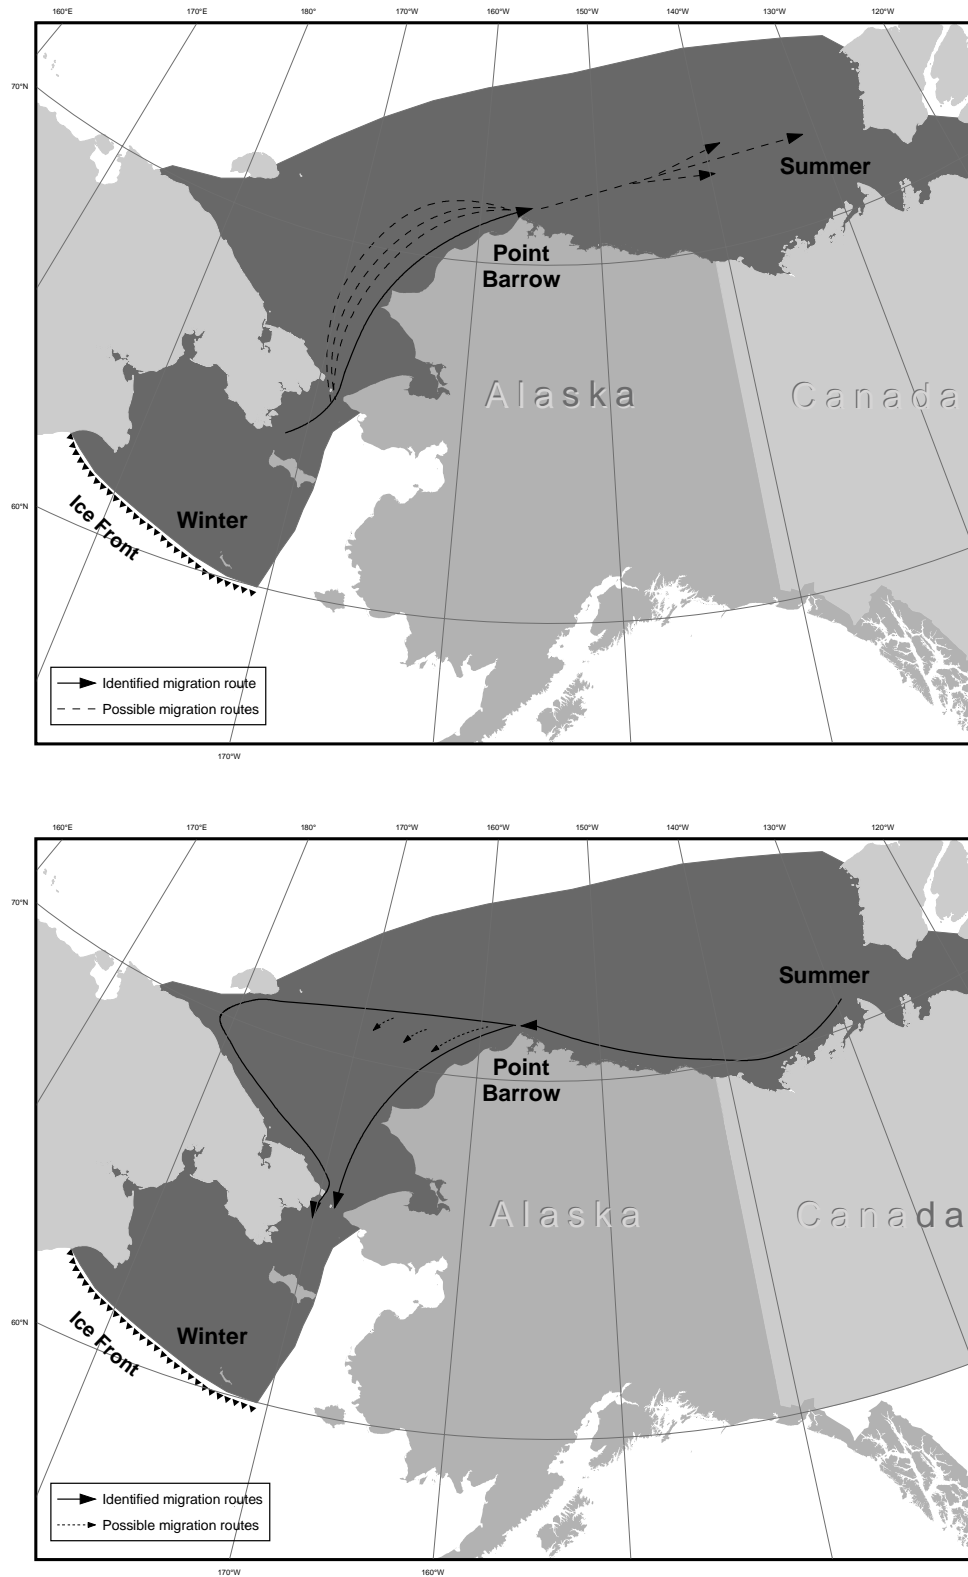 160°E 170°E 180° 170°W 160°W 150°W 140°W 130°W 120°W
70°N
Summer
Point
Barrow
Alaska
Canada
60°N
Ice Front
Winter
Identified migration route
Possible migration routes
170°W
160°E 170°E 180° 170°W 160°W 150°W 140°W 130°W 120°W
70°N
Summer
Point
Barrow
Alaska
Canada
60°N
Ice Front
Winter
Identified migration routes
Possible migration routes
170°W 160°W